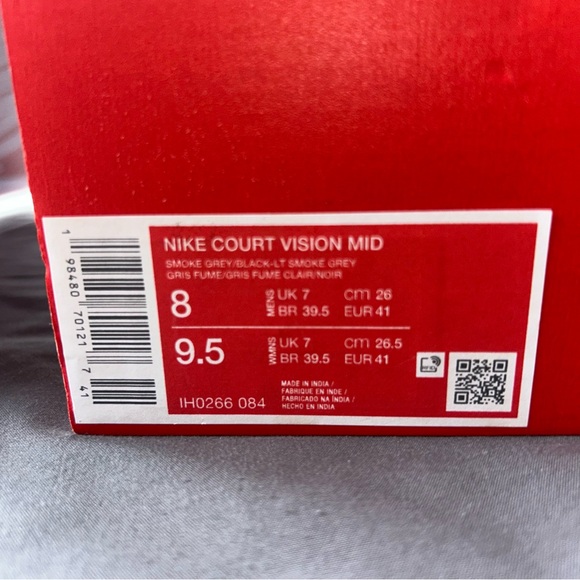 NIKE COURT VISION MID
SMOKE GREY/BLACK-LT SMOKE GREY
GRIS FUME/GRIS FUME CLAIR/NOIR
8 MENS UK 7 cm 26
BR 39.5 EUR 41
9.5 WMNS UK 7 cm 26.5
BR 39.5 EUR 41
IH0266 084
MADE IN INDIA/
FABRIQUE EN INDE/
FABRICADO NA ÍNDIA/
HECHO EN INDIA
1 98480 70121 7 41